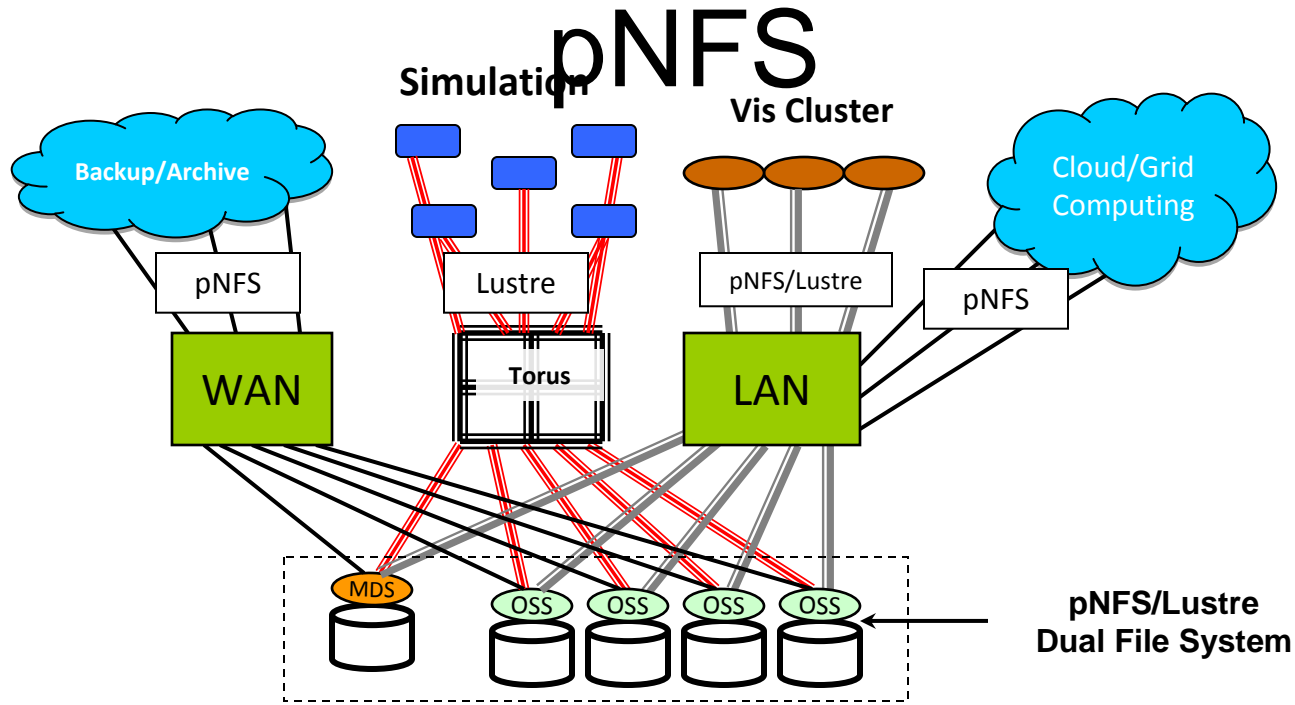 pNFS
Simulation
Vis Cluster
Backup/Archive
Cloud/Grid
Computing
pNFS
Lustre
pNFS/Lustre
pNFS
WAN
Torus
LAN
MDS
OSS
OSS
OSS
OSS
pNFS/Lustre
Dual File System